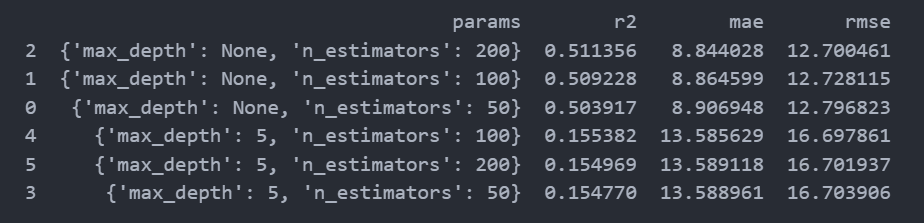 params r2 mae rmse
2 {'max_depth': None, 'n_estimators': 200} 0.511356 8.844028 12.700461
1 {'max_depth': None, 'n_estimators': 100} 0.509228 8.864599 12.728115
0 {'max_depth': None, 'n_estimators': 50} 0.503917 8.906948 12.796823
4 {'max_depth': 5, 'n_estimators': 100} 0.155382 13.585629 16.697861
5 {'max_depth': 5, 'n_estimators': 200} 0.154969 13.589118 16.701937
3 {'max_depth': 5, 'n_estimators': 50} 0.154770 13.588961 16.703906